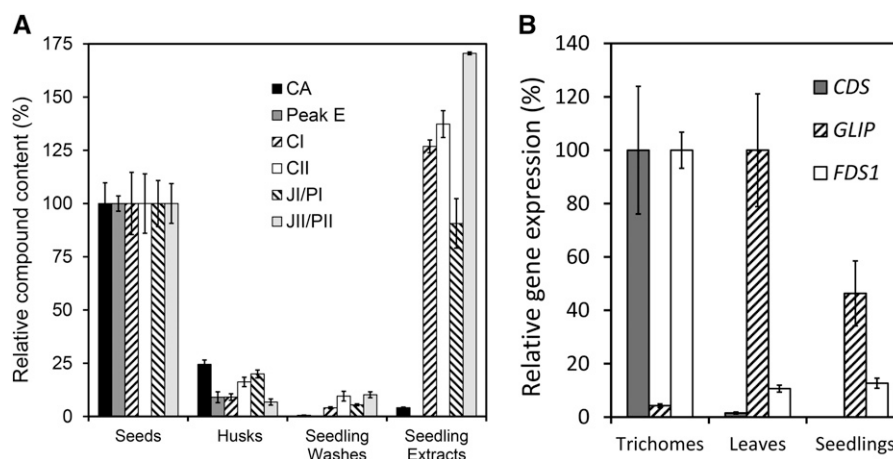 A
Relative compound content (%)
175
150
125
100
75
50
25
0
CA
Peak E
CI
CII
JI/PI
JII/PII
Seeds
Husks
Seedling
Washes
Seedling
Extracts
B
Relative gene expression (%)
140
120
100
80
60
40
20
0
CDS
GLIP
FDS1
Trichomes
Leaves
Seedlings